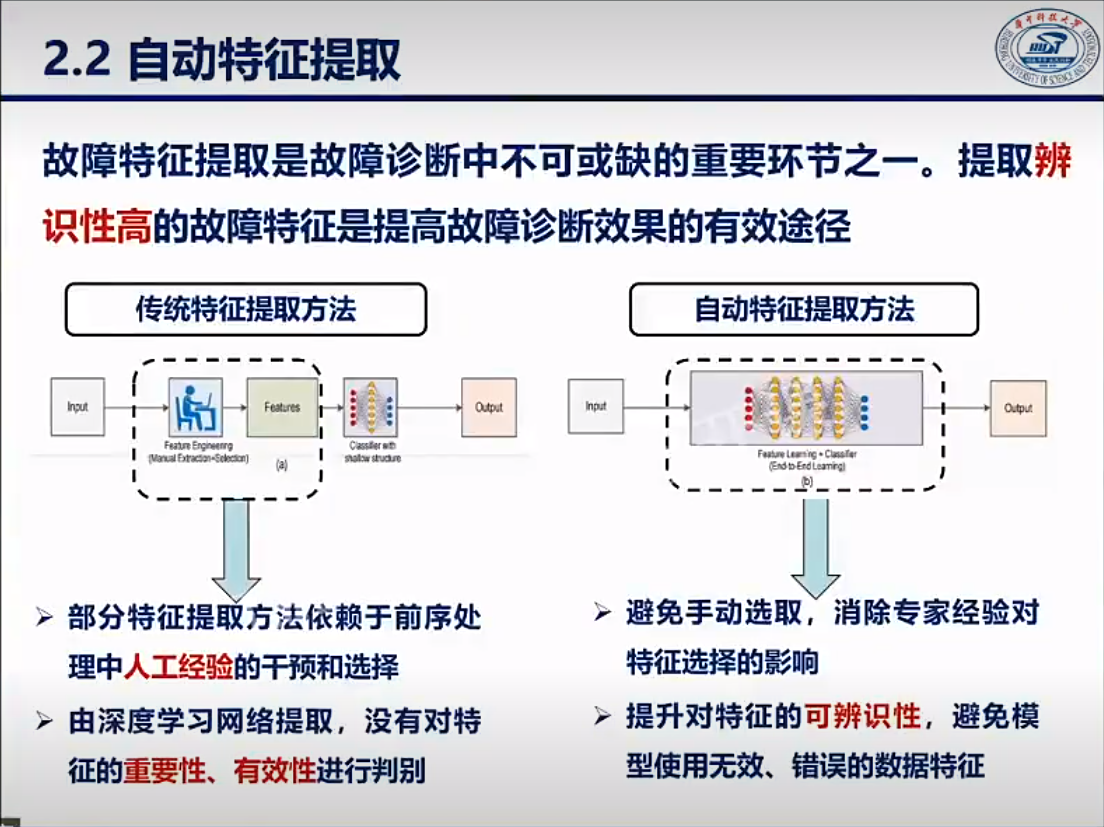 2.2 自动特征提取
华中科技大学
HUST
故障特征提取是故障诊断中不可或缺的重要环节之一。提取辨
识性高的故障特征是提高故障诊断效果的有效途径
传统特征提取方法
Input
Feature Engineering
(Manual Extraction+Selection)
Features
(a)
Classifier with
shallow structure
Output
自动特征提取方法
Input
Feature Learning + Classifier
(End-to-End Learning)
(b)
Output
➢ 部分特征提取方法依赖于前序处
理中人工经验的干预和选择
➢ 由深度学习网络提取，没有对特
征的重要性、有效性进行判别
➢ 避免手动选取，消除专家经验对
特征选择的影响
➢ 提升对特征的可辨识性，避免模
型使用无效、错误的数据特征